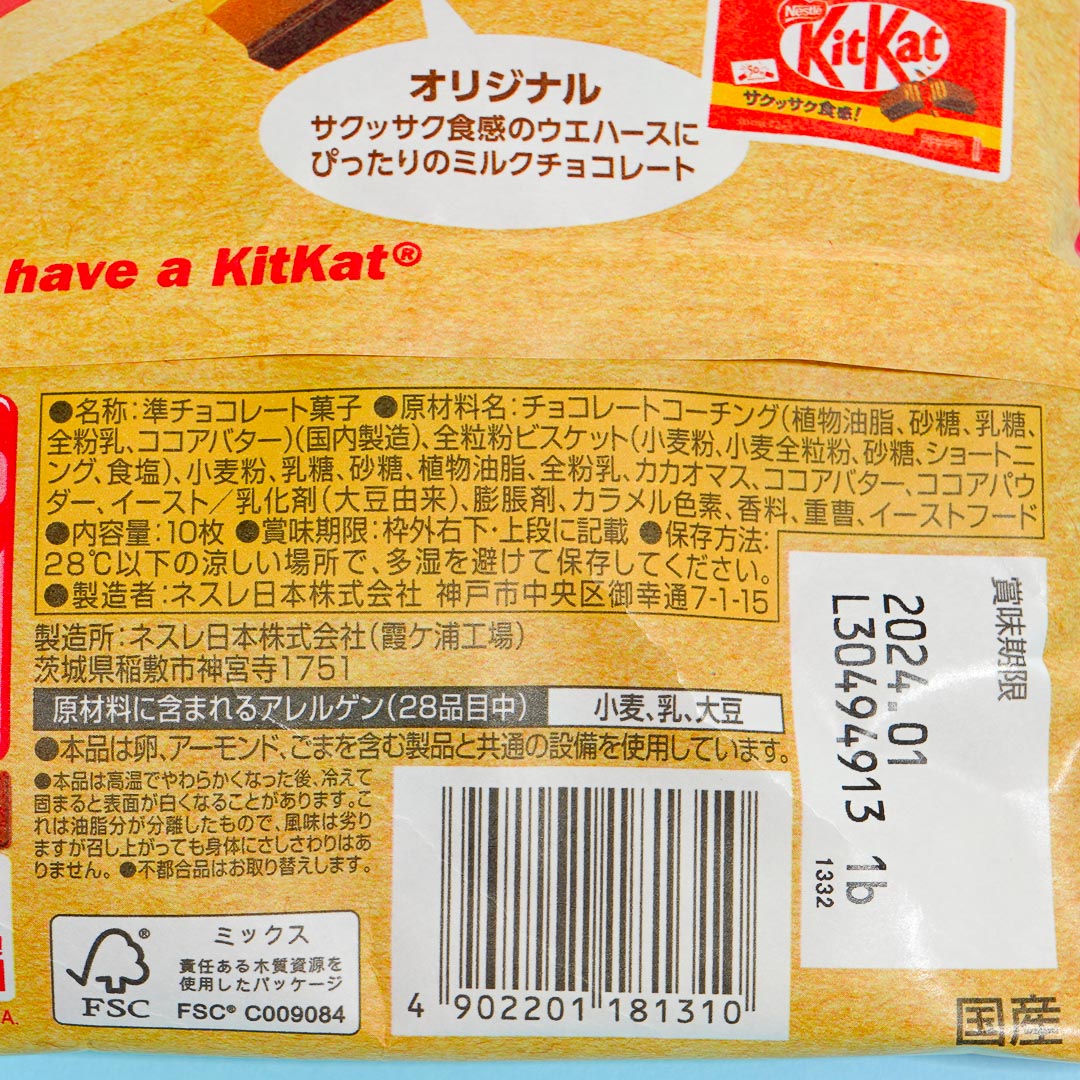 オリジナル
サクッサク食感のウエハースに
ぴったりのミルクチョコレート
Nestlé
KitKat
サクッサク食感!
have a KitKat®
●名称:準チョコレート菓子 ●原材料名:チョコレートコーチング(植物油脂、砂糖、乳糖、
全粉乳、ココアバター)(国内製造)、全粒粉ビスケット(小麦粉、小麦全粒粉、砂糖、ショートニ
ング、食塩)、小麦粉、乳糖、砂糖、植物油脂、全粉乳、カカオマス、ココアバター、ココアパウ
ダー、イースト/乳化剤(大豆由来)、膨脹剤、カラメル色素、香料、重曹、イーストフード
●内容量:10枚 ●賞味期限:枠外右下・上段に記載 ●保存方法:
28℃以下の涼しい場所で、多湿を避けて保存してください。
●製造者:ネスレ日本株式会社 神戸市中央区御幸通7-1-15
製造所:ネスレ日本株式会社(霞ケ浦工場)
茨城県稲敷市神宮寺1751
原材料に含まれるアレルゲン(28品目中) 小麦、乳、大豆
●本品は卵、アーモンド、ごまを含む製品と共通の設備を使用しています。
●本品は高温でやわらかくなった後、冷えて
固まると表面が白くなることがあります。こ
れは油脂分が分離したもので、風味は劣り
ますが召し上がっても身体にさしさわりはあ
りません。 ●不都合品はお取り替えします。
賞味期限
2024.01
L30494913 1b
1332
FSC®
ミックス
責任ある木質資源を
使用したパッケージ
FSC® C009084
4 902201 181310
国産
A.